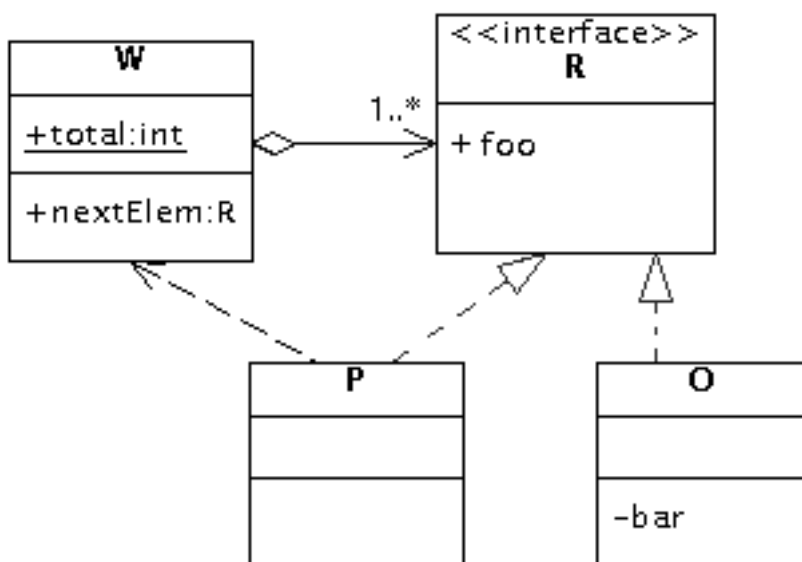 W
+total:int
+nextElem:R
1..*
<<interface>>
R
+foo
P
O
-bar